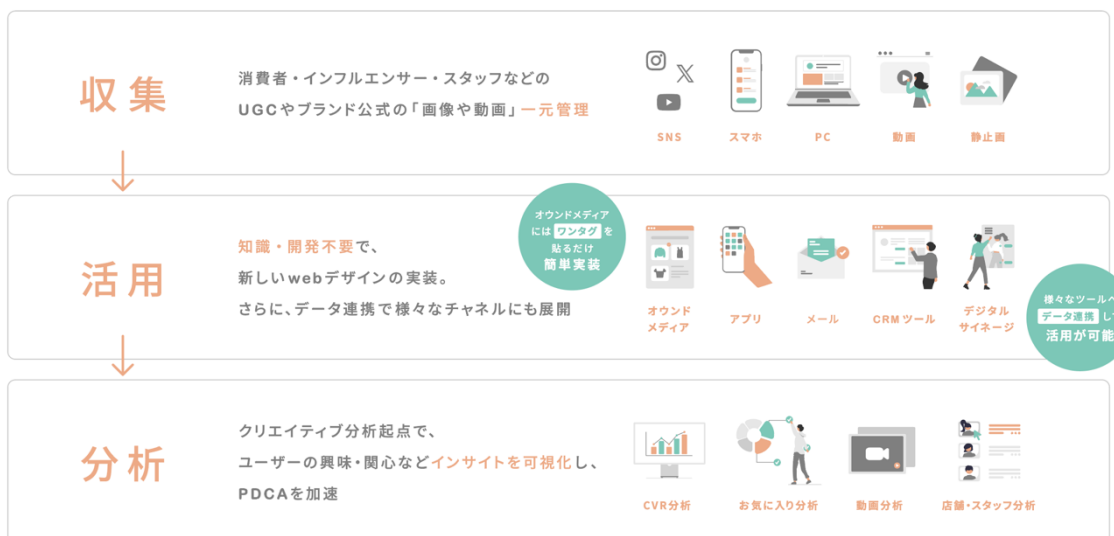 収集
消費者・インフルエンサー・スタッフなどの
UGCやブランド公式の「画像や動画」一元管理
SNS
スマホ
PC
動画
静止画
活用
知識・開発不要で、
新しいwebデザインの実装。
さらに、データ連携で様々なチャネルにも展開
オウンドメディア
には ワンタグ を
貼るだけ
簡単実装
オウンド
メディア
アプリ
メール
CRMツール
デジタル
サイネージ
様々なツールへ
データ連携 し
活用が可能
分析
クリエイティブ分析起点で、
ユーザーの興味・関心などインサイトを可視化し、
PDCAを加速
CVR分析
お気に入り分析
動画分析
店舗・スタッフ分析